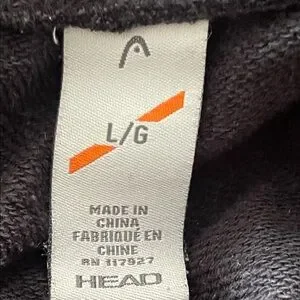 L/G
MADE IN
CHINA
FABRIQUÉ EN
CHINE
RN 117927
HEAD